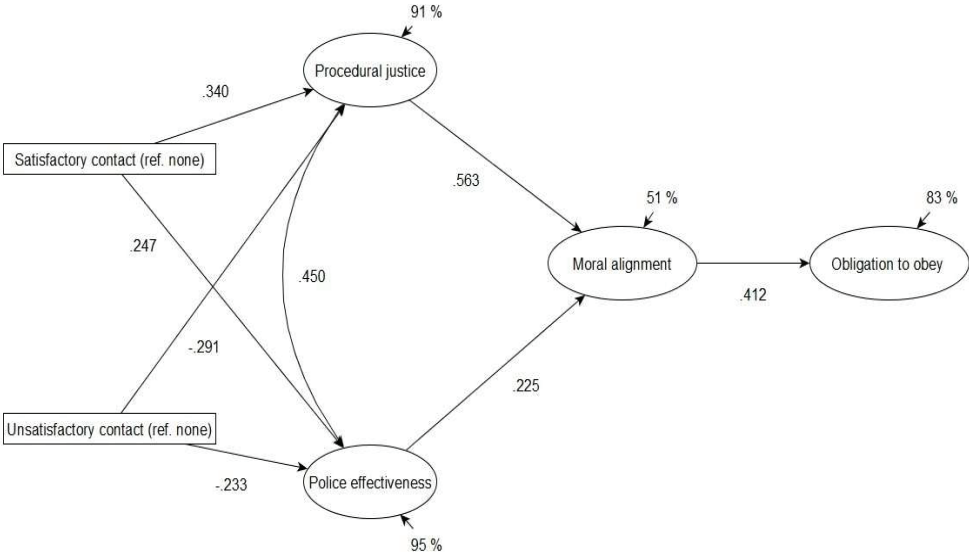 91 %
Procedural justice
.340
Satisfactory contact (ref. none)
.563
51 %
83 %
.247
Moral alignment
Obligation to obey
.450
.412
-.291
.225
Unsatisfactory contact (ref. none)
-.233
Police effectiveness
95 %